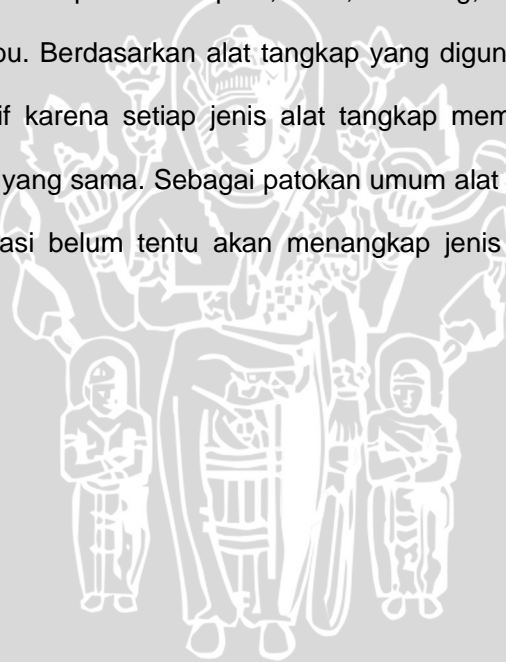 ou. Berdasarkan alat tangkap yang digun
if karena setiap jenis alat tangkap mem
yang sama. Sebagai patokan umum alat
asi belum tentu akan menangkap jenis